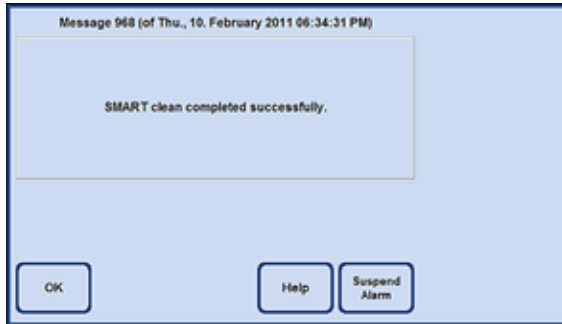 Message 968 (of Thu., 10. February 2011 06:34:31 PM)
SMART clean completed successfully.
OK
Help
Suspend
Alarm